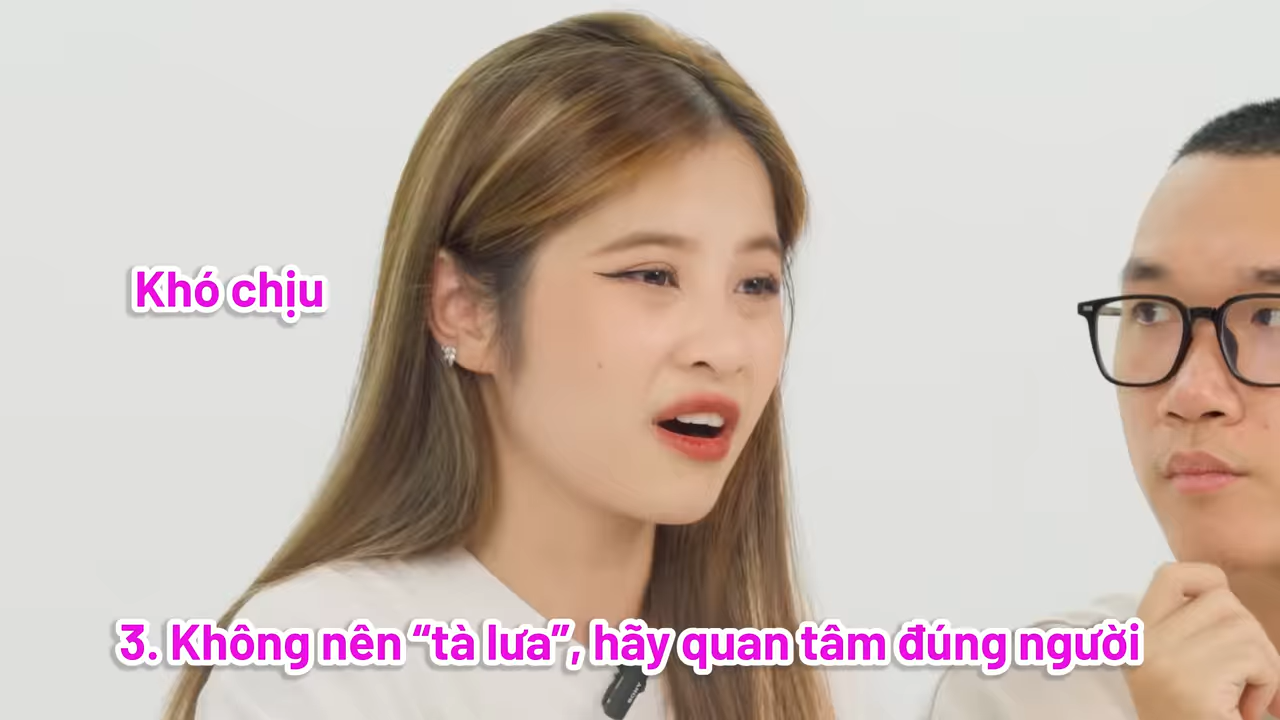 Khó chịu
3. Không nên “tà lưa”, hãy quan tâm đúng người